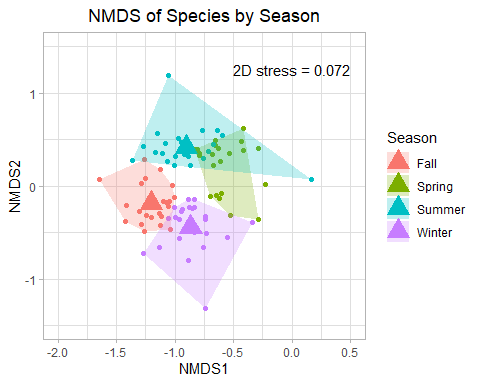 NMDS of Species by Season
2D stress = 0.072
1
0
-1
NMDS2
-2.0 -1.5 -1.0 -0.5 0.0 0.5
NMDS1
Season
Fall
Spring
Summer
Winter